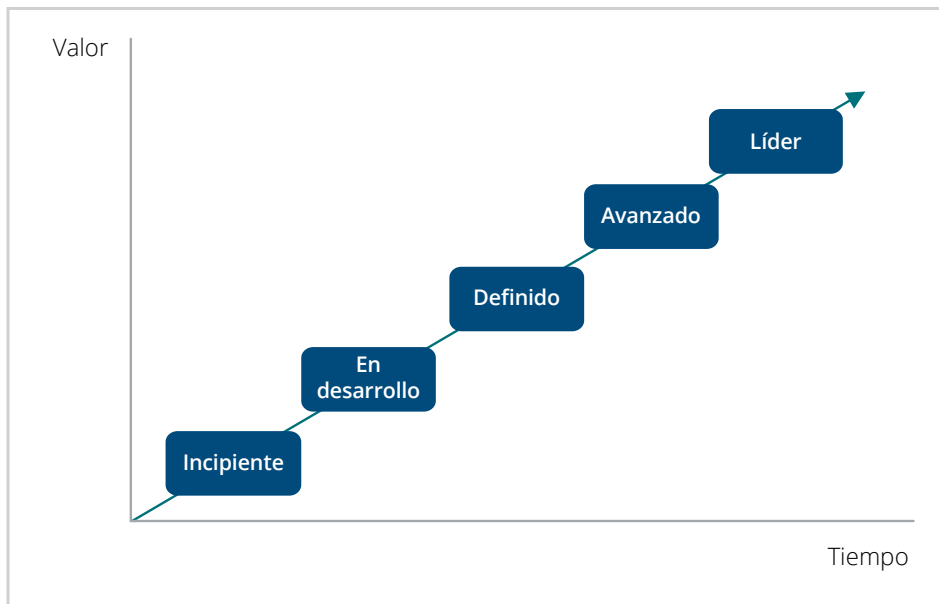 Valor
Líder
Avanzado
Definido
En
desarrollo
Incipiente
Tiempo